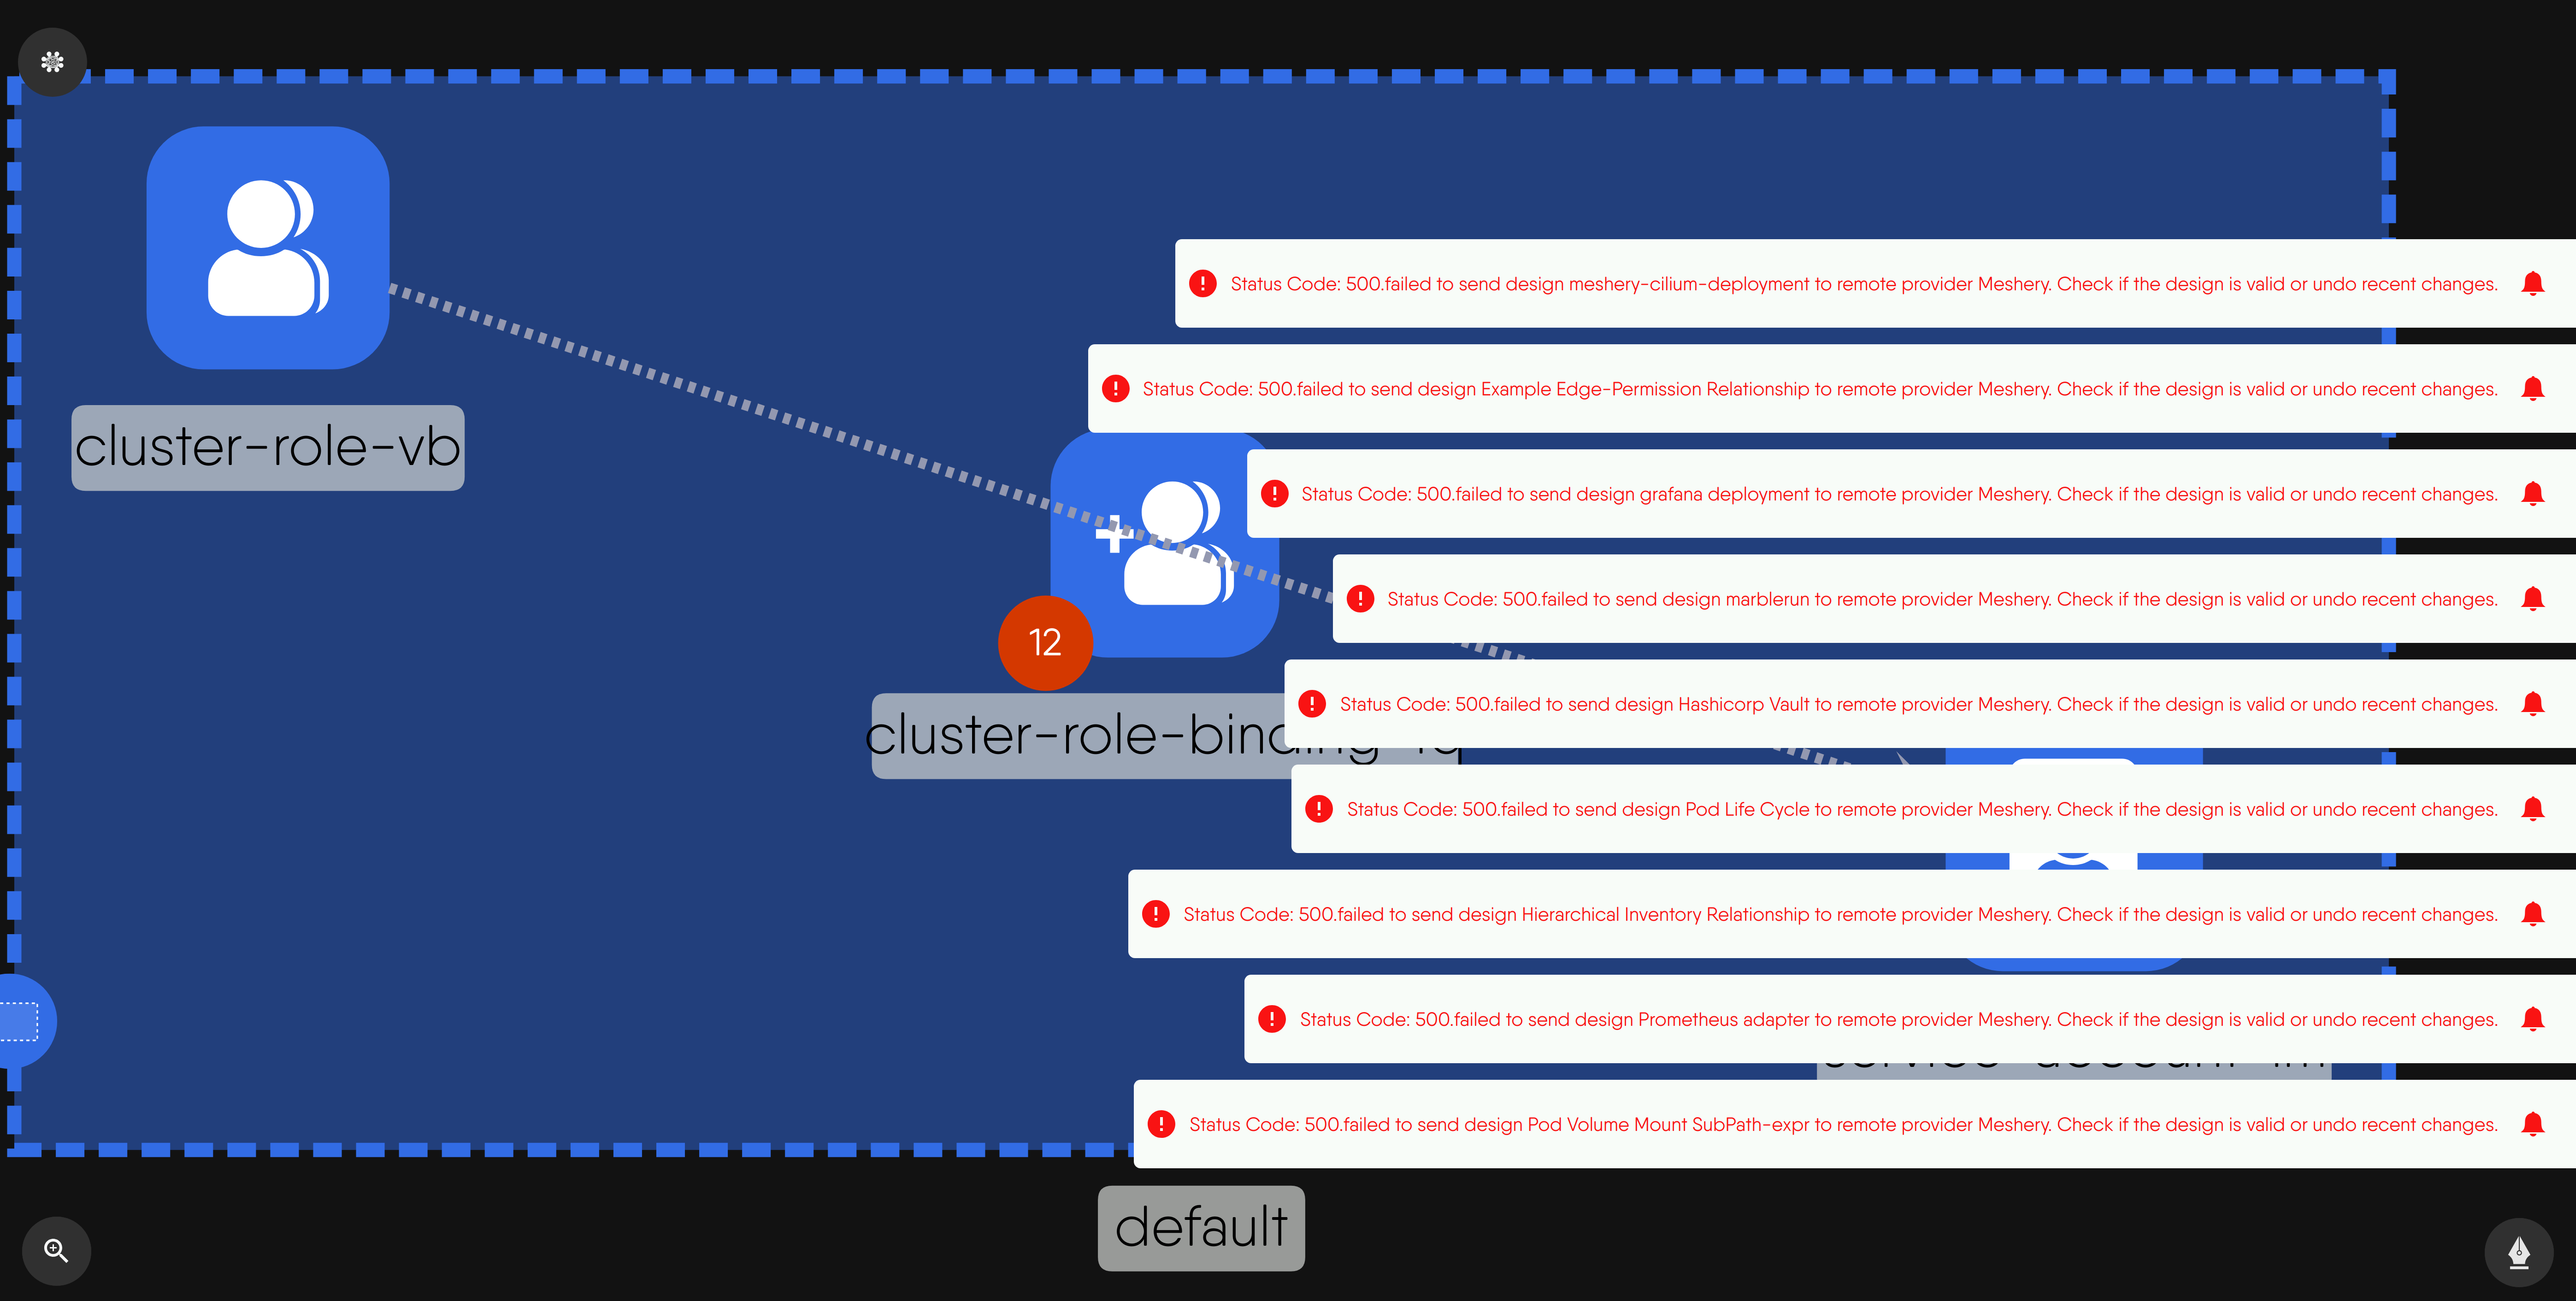 cluster-role-vb
Status Code: 500.failed to send design meshery-cilium-deployment to remote provider Meshery. Check if the design is valid or undo recent changes.
Status Code: 500.failed to send design Example Edge-Permission Relationship to remote provider Meshery. Check if the design is valid or undo recent changes.
Status Code: 500.failed to send design grafana deployment to remote provider Meshery. Check if the design is valid or undo recent changes.
Status Code: 500.failed to send design marblerun to remote provider Meshery. Check if the design is valid or undo recent changes.
12
Status Code: 500.failed to send design Hashicorp Vault to remote provider Meshery. Check if the design is valid or undo recent changes.
cluster-role-binding
Status Code: 500.failed to send design Pod Life Cycle to remote provider Meshery. Check if the design is valid or undo recent changes.
Status Code: 500.failed to send design Hierarchical Inventory Relationship to remote provider Meshery. Check if the design is valid or undo recent changes.
Status Code: 500.failed to send design Prometheus adapter to remote provider Meshery. Check if the design is valid or undo recent changes.
Status Code: 500.failed to send design Pod Volume Mount SubPath-expr to remote provider Meshery. Check if the design is valid or undo recent changes.
default